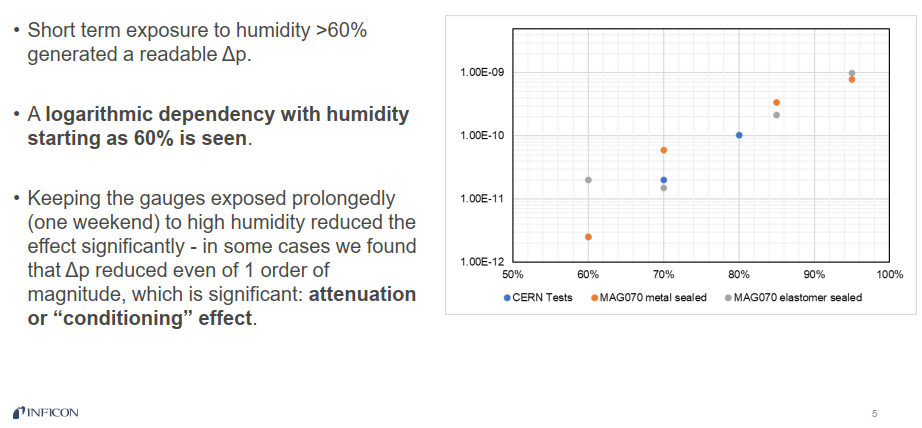 • Short term exposure to humidity >60%
generated a readable Δp.
• A logarithmic dependency with humidity
starting as 60% is seen.
• Keeping the gauges exposed prolongedly
(one weekend) to high humidity reduced the
effect significantly - in some cases we found
that Δp reduced even of 1 order of
magnitude, which is significant: attenuation
or “conditioning” effect.
1.00E-09
1.00E-10
1.00E-11
1.00E-12
50% 60% 70% 80% 90% 100%
CERN Tests MAG070 metal sealed MAG070 elastomer sealed
INFICON
5